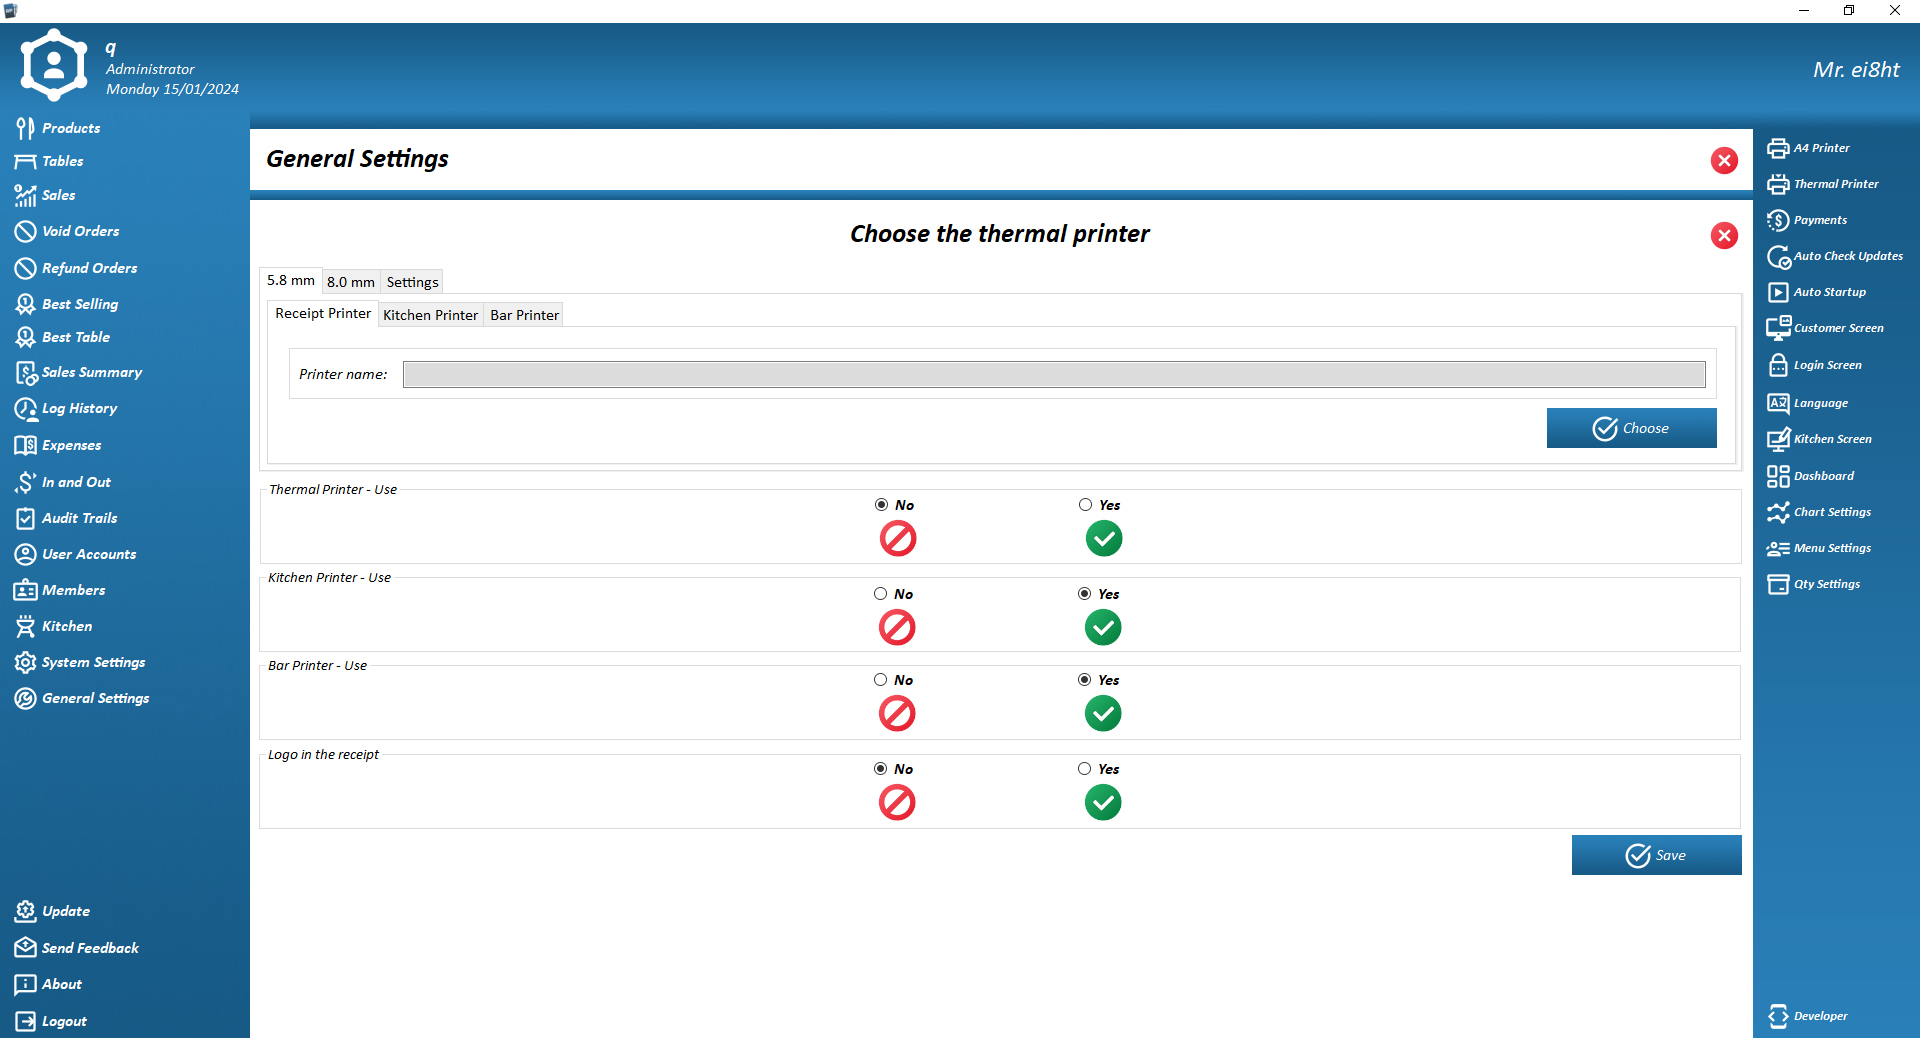 q
Administrator
Monday 15/01/2024
Mr. ei8ht
Products
Tables
Sales
Void Orders
Refund Orders
Best Selling
Best Table
Sales Summary
Log History
Expenses
In and Out
Audit Trails
User Accounts
Members
Kitchen
System Settings
General Settings
Update
Send Feedback
About
Logout
General Settings
Choose the thermal printer
5.8 mm 8.0 mm Settings
Receipt Printer Kitchen Printer Bar Printer
Printer name:
Choose
Thermal Printer - Use
No Yes
Kitchen Printer - Use
No Yes
Bar Printer - Use
No Yes
Logo in the receipt
No Yes
Save
A4 Printer
Thermal Printer
Payments
Auto Check Updates
Auto Startup
Customer Screen
Login Screen
Language
Kitchen Screen
Dashboard
Chart Settings
Menu Settings
Qty Settings
Developer